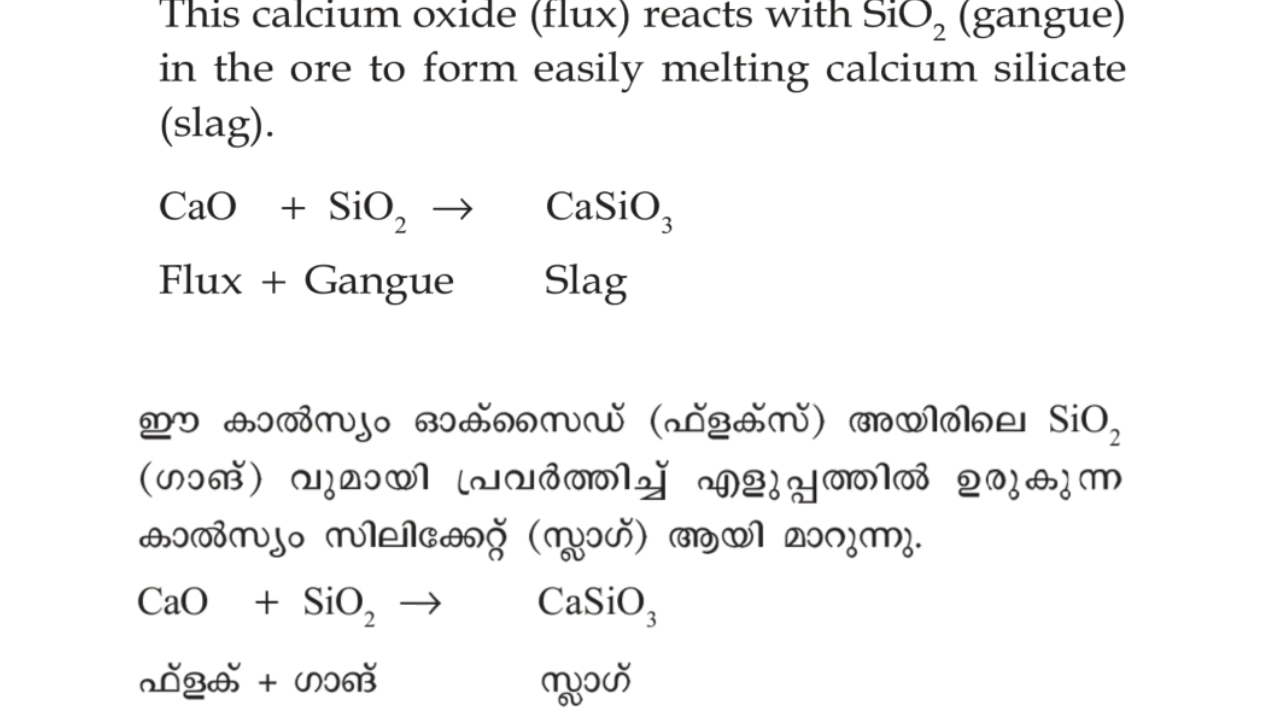 This calcium oxide (flux) reacts with SiO₂ (gangue)
in the ore to form easily melting calcium silicate
(slag).
CaO + SiO₂ → CaSiO₃
Flux + Gangue Slag
ഈ കാൽസ്യം ഓക്സൈഡ് (ഫ്ളക്സ്) അയിരിലെ SiO₂
(ഗാങ്) വുമായി പ്രവർത്തിച്ച് എളുപ്പത്തിൽ ഉരുകുന്ന
കാൽസ്യം സിലിക്കേറ്റ് (സ്ലാഗ്) ആയി മാറുന്നു.
CaO + SiO₂ → CaSiO₃
ഫ്ളക് + ഗാങ് സ്ലാഗ്